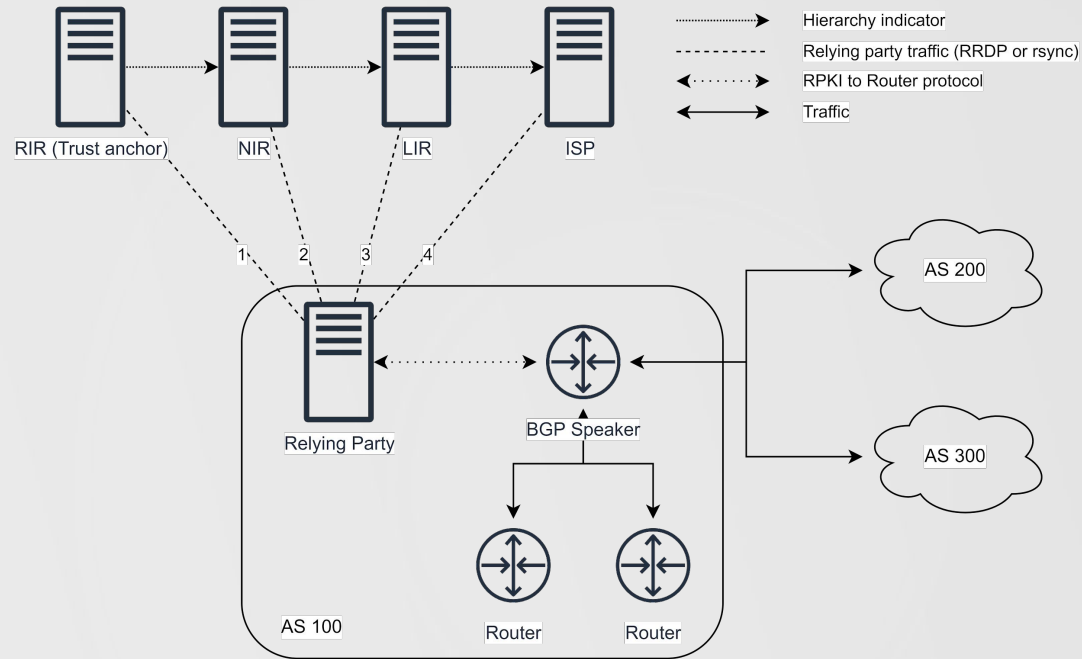 Hierarchy indicator
Relying party traffic (RRDP or rsync)
RPKI to Router protocol
Traffic
RIR (Trust anchor)
NIR
LIR
ISP
1
2
3
4
AS 200
Relying Party
BGP Speaker
AS 300
AS 100
Router
Router